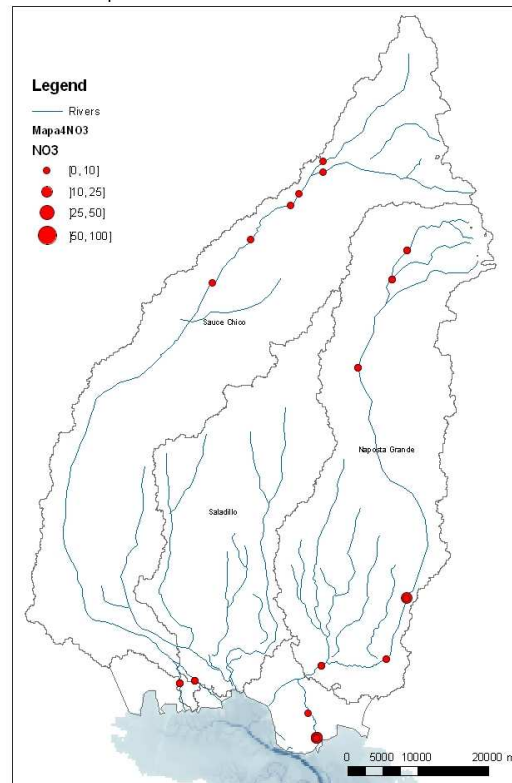 Legend
Rivers
Mapa4NO3
NO3
]0, 10]
]10, 25]
]25, 50]
]50, 100]
Sauce Chico
Naposta Grande
Saladillo
0 5000 10000 20000 m